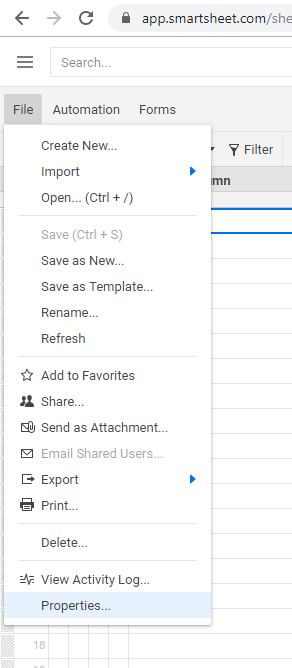 app.smartsheet.com/she
Search...
File Automation Forms
Create New...
Import
Filter
Open... (Ctrl + /)
umn
Save (Ctrl + S)
Save as New...
Save as Template...
Rename...
Refresh
Add to Favorites
Share...
Send as Attachment...
Email Shared Users...
Export
Print...
Delete...
View Activity Log...
Properties...
18